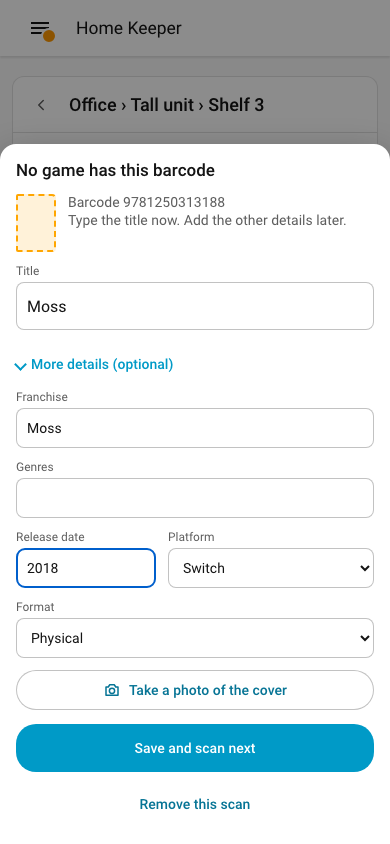 Home Keeper
Office › Tall unit › Shelf 3
No game has this barcode
Barcode 9781250313188
Type the title now. Add the other details later.
Title
Moss
More details (optional)
Franchise
Moss
Genres
Release date
Platform
2018
Switch
Format
Physical
Take a photo of the cover
Save and scan next
Remove this scan